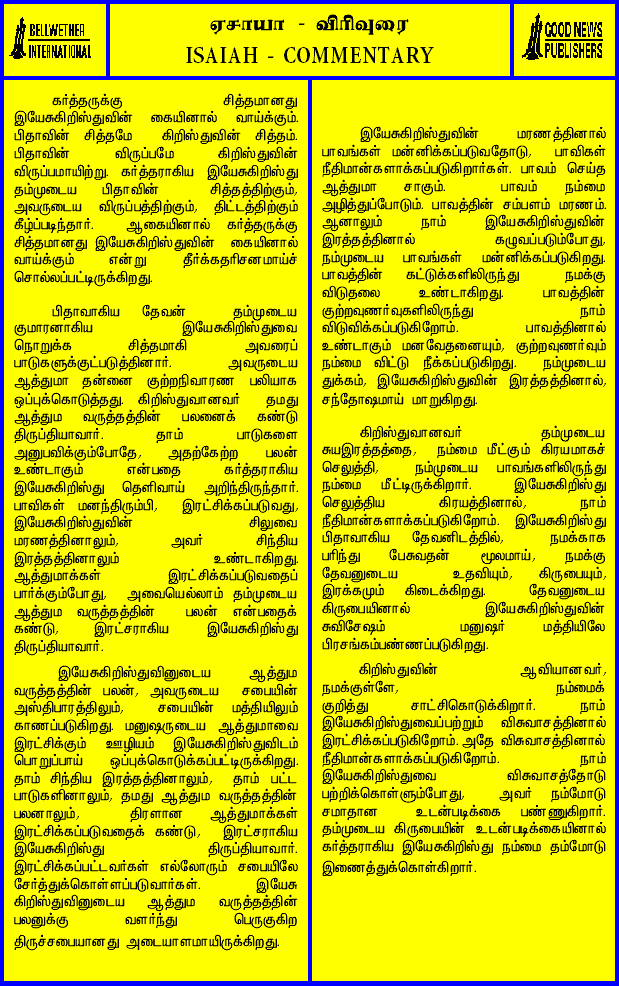 BELLWETHER
INTERNATIONAL
ஏசாயா - விரிவுரை
ISAIAH - COMMENTARY
GOOD NEWS
PUBLISHERS
கர்த்தருக்கு சித்தமானது
இயேசுகிறிஸ்துவின் கையினால் வாய்க்கும்.
பிதாவின் சித்தமே கிறிஸ்துவின் சித்தம்.
பிதாவின் விருப்பமே கிறிஸ்துவின்
விருப்பமாயிற்று. கர்த்தராகிய இயேசுகிறிஸ்து
தம்முடைய பிதாவின் சித்தத்திற்கும்,
அவருடைய விருப்பத்திற்கும், திட்டத்திற்கும்
கீழ்ப்படிந்தார். ஆகையினால் கர்த்தருக்கு
சித்தமானது இயேசுகிறிஸ்துவின் கையினால்
வாய்க்கும் என்று தீர்க்கதரிசனமாய்ச்
சொல்லப்பட்டிருக்கிறது.
பிதாவாகிய தேவன் தம்முடைய
குமாரனாகிய இயேசுகிறிஸ்துவை
நொறுக்க சித்தமாகி அவரைப்
பாடுகளுக்குட்படுத்தினார். அவருடைய
ஆத்துமா தன்னை குற்றநிவாரண பலியாக
ஒப்புக்கொடுத்தது. கிறிஸ்துவானவர் தமது
ஆத்தும வருத்தத்தின் பலனைக் கண்டு
திருப்தியாவார். தாம் பாடுகளை
அனுபவிக்கும்போதே, அதற்கேற்ற பலன்
உண்டாகும் என்பதை கர்த்தராகிய
இயேசுகிறிஸ்து தெளிவாய் அறிந்திருந்தார்.
பாவிகள் மனந்திரும்பி, இரட்சிக்கப்படுவது,
இயேசுகிறிஸ்துவின் சிலுவை
மரணத்தினாலும், அவர் சிந்திய
இரத்தத்தினாலும் உண்டாகிறது.
ஆத்துமாக்கள் இரட்சிக்கப்படுவதைப்
பார்க்கும்போது, அவையெல்லாம் தம்முடைய
ஆத்தும வருத்தத்தின் பலன் என்பதைக்
கண்டு, இரட்சராகிய இயேசுகிறிஸ்து
திருப்தியாவார்.
இயேசுகிறிஸ்துவினுடைய ஆத்தும
வருத்தத்தின் பலன், அவருடைய சபையின்
அஸ்திபாரத்திலும், சபையின் மத்தியிலும்
காணப்படுகிறது. மனுஷருடைய ஆத்துமாவை
இரட்சிக்கும் ஊழியம் இயேசுகிறிஸ்துவிடம்
பொறுப்பாய் ஒப்புக்கொடுக்கப்பட்டிருக்கிறது.
தாம் சிந்திய இரத்தத்தினாலும், தாம் பட்ட
பாடுகளினாலும், தமது ஆத்தும வருத்தத்தின்
பலனாலும், திரளான ஆத்துமாக்கள்
இரட்சிக்கப்படுவதைக் கண்டு, இரட்சராகிய
இயேசுகிறிஸ்து திருப்தியாவார்.
இரட்சிக்கப்பட்டவர்கள் எல்லோரும் சபையிலே
சேர்த்துக்கொள்ளப்படுவார்கள். இயேசு
கிறிஸ்துவினுடைய ஆத்தும வருத்தத்தின்
பலனுக்கு வளர்ந்து பெருகுகிற
திருச்சபையானது அடையாளமாயிருக்கிறது.
இயேசுகிறிஸ்துவின் மரணத்தினால்
பாவங்கள் மன்னிக்கப்படுவதோடு, பாவிகள்
நீதிமான்களாக்கப்படுகிறார்கள். பாவம் செய்த
ஆத்துமா சாகும். பாவம் நம்மை
அழித்துப்போடும். பாவத்தின் சம்பளம் மரணம்.
ஆனாலும் நாம் இயேசுகிறிஸ்துவின்
இரத்தத்தினால் கழுவப்படும்போது,
நம்முடைய பாவங்கள் மன்னிக்கப்படுகிறது.
பாவத்தின் கட்டுக்களிலிருந்து நமக்கு
விடுதலை உண்டாகிறது. பாவத்தின்
குற்றவுணர்வுகளிலிருந்து நாம்
விடுவிக்கப்படுகிறோம். பாவத்தினால்
உண்டாகும் மனவேதனையும், குற்றவுணர்வும்
நம்மை விட்டு நீக்கப்படுகிறது. நம்முடைய
துக்கம், இயேசுகிறிஸ்துவின் இரத்தத்தினால்,
சந்தோஷமாய் மாறுகிறது.
கிறிஸ்துவானவர் தம்முடைய
சுயஇரத்தத்தை, நம்மை மீட்கும் கிரயமாகச்
செலுத்தி, நம்முடைய பாவங்களிலிருந்து
நம்மை மீட்டிருக்கிறார். இயேசுகிறிஸ்து
செலுத்திய கிரயத்தினால், நாம்
நீதிமான்களாக்கப்படுகிறோம். இயேசுகிறிஸ்து
பிதாவாகிய தேவனிடத்தில், நமக்காக
பரிந்து பேசுவதன் மூலமாய், நமக்கு
தேவனுடைய உதவியும், கிருபையும்,
இரக்கமும் கிடைக்கிறது. தேவனுடைய
கிருபையினால் இயேசுகிறிஸ்துவின்
சுவிசேஷம் மனுஷர் மத்தியிலே
பிரசங்கம்பண்ணப்படுகிறது.
கிறிஸ்துவின் ஆவியானவர்,
நமக்குள்ளே, நம்மைக்
குறித்து சாட்சிகொடுக்கிறார். நாம்
இயேசுகிறிஸ்துவைப்பற்றும் விசுவாசத்தினால்
இரட்சிக்கப்படுகிறோம். அதே விசுவாசத்தினால்
நீதிமான்களாக்கப்படுகிறோம். நாம்
இயேசுகிறிஸ்துவை விசுவாசத்தோடு
பற்றிக்கொள்ளும்போது, அவர் நம்மோடு
சமாதான உடன்படிக்கை பண்ணுகிறார்.
தம்முடைய கிருபையின் உடன்படிக்கையினால்
கர்த்தராகிய இயேசுகிறிஸ்து நம்மை தம்மோடு
இணைத்துக்கொள்கிறார்.